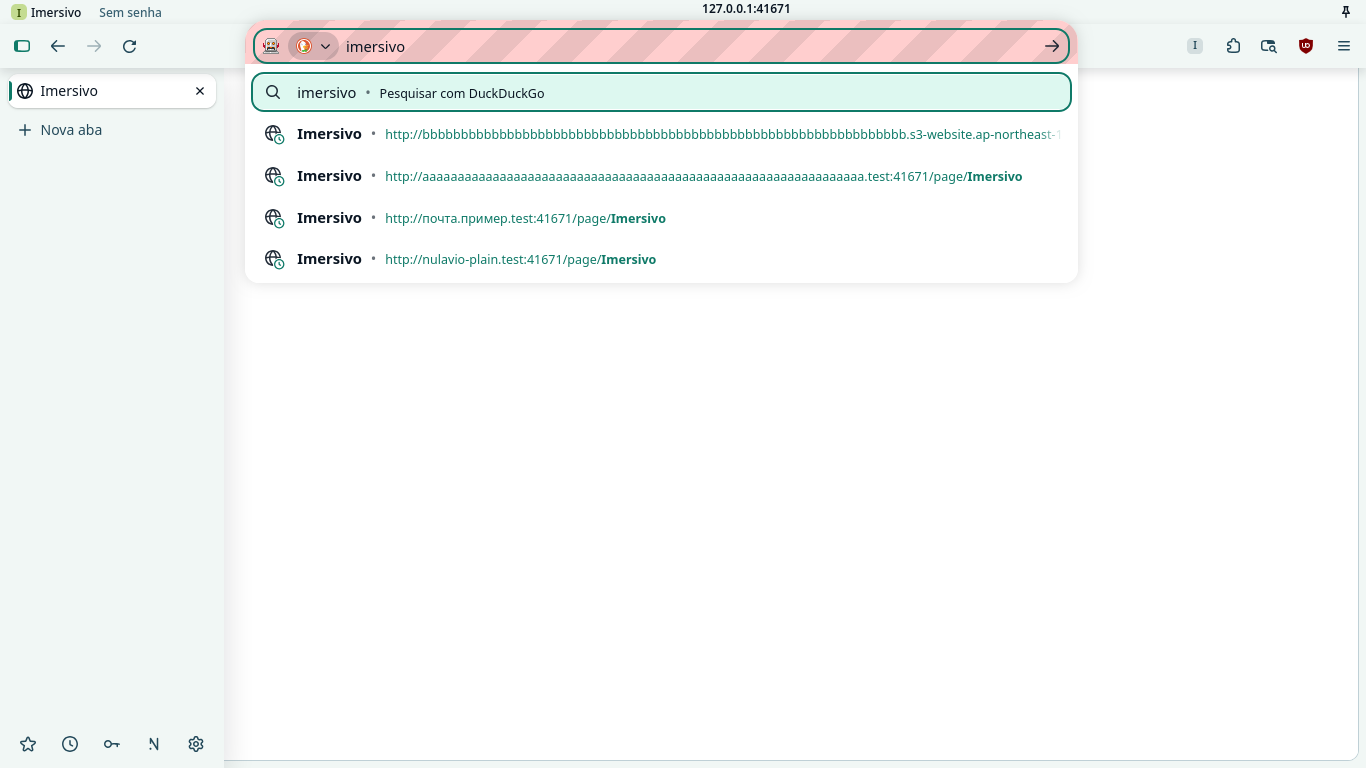 I Imersivo Sem senha 127.0.0.1:41671
imersivo I UD
Imersivo
imersivo • Pesquisar com DuckDuckGo
Nova aba
Imersivo • http://bbbbbbbbbbbbbbbbbbbbbbbbbbbbbbbbbbbbbbbbbbbbbbbbbbbbbbbbbbbbbbb.s3-website.ap-northeast-1
Imersivo • http://aaaaaaaaaaaaaaaaaaaaaaaaaaaaaaaaaaaaaaaaaaaaaaaaaaaaaaaaaaaaaaa.test:41671/page/Imersivo
Imersivo • http://почта.пример.test:41671/page/Imersivo
Imersivo • http://nulavio-plain.test:41671/page/Imersivo